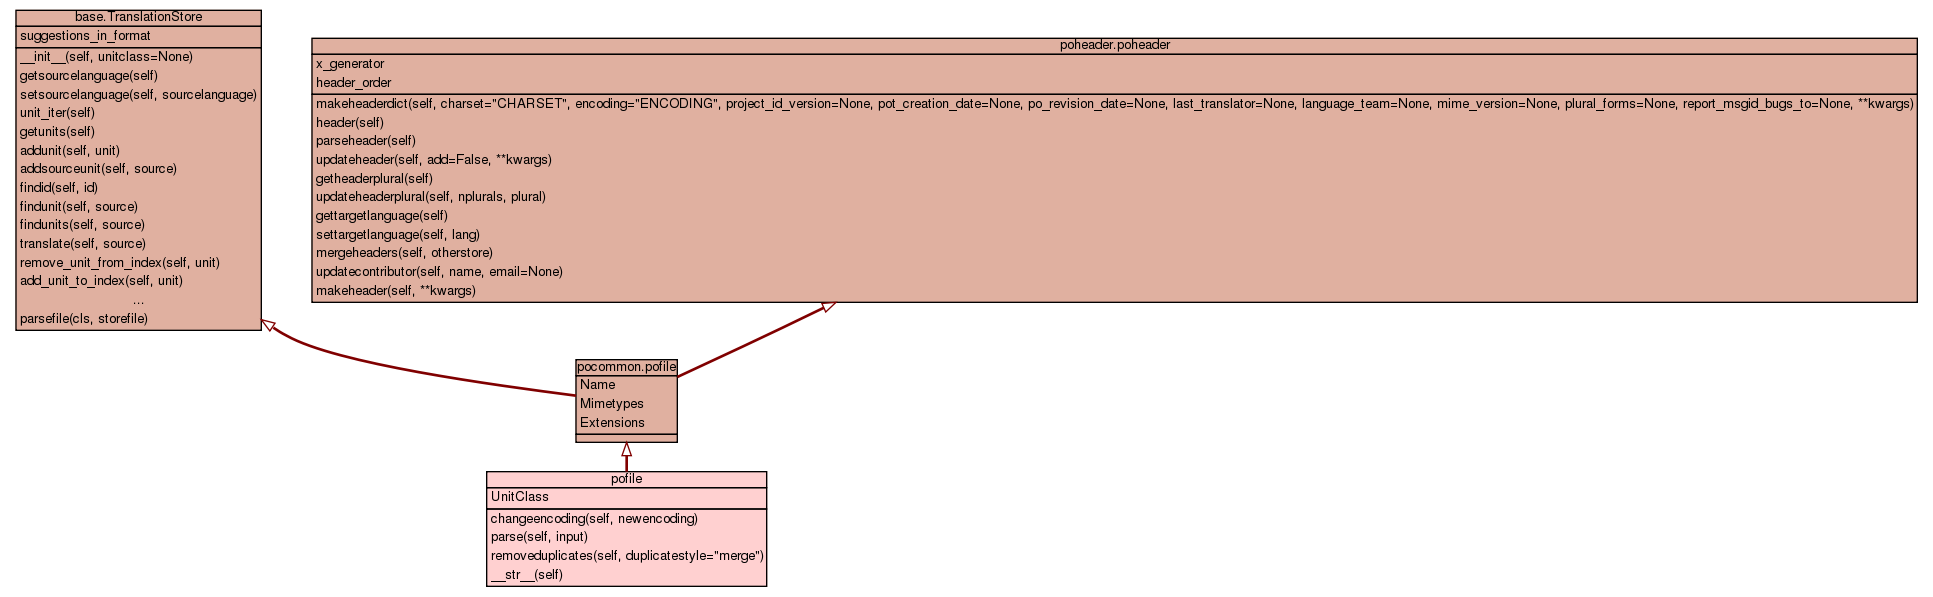 base.TranslationStore
suggestions_in_format
__init__(self, unitclass=None)
getsourcelanguage(self)
setsourcelanguage(self, sourcelanguage)
unit_iter(self)
getunits(self)
addunit(self, unit)
addsourceunit(self, source)
findid(self, id)
findunit(self, source)
findunits(self, source)
translate(self, source)
remove_unit_from_index(self, unit)
add_unit_to_index(self, unit)
...
parsefile(cls, storefile)
poheader.poheader
x_generator
header_order
makeheaderdict(self, charset="CHARSET", encoding="ENCODING", project_id_version=None, pot_creation_date=None, po_revision_date=None, last_translator=None, language_team=None, mime_version=None, plural_forms=None, report_msgid_bugs_to=None, **kwargs)
header(self)
parseheader(self)
updateheader(self, add=False, **kwargs)
getheaderplural(self)
updateheaderplural(self, nplurals, plural)
gettargetlanguage(self)
settargetlanguage(self, lang)
mergeheaders(self, otherstore)
updatecontributor(self, name, email=None)
makeheader(self, **kwargs)
pocommon.pofile
Name
Mimetypes
Extensions
pofile
UnitClass
changeencoding(self, newencoding)
parse(self, input)
removeduplicates(self, duplicatestyle="merge")
__str__(self)